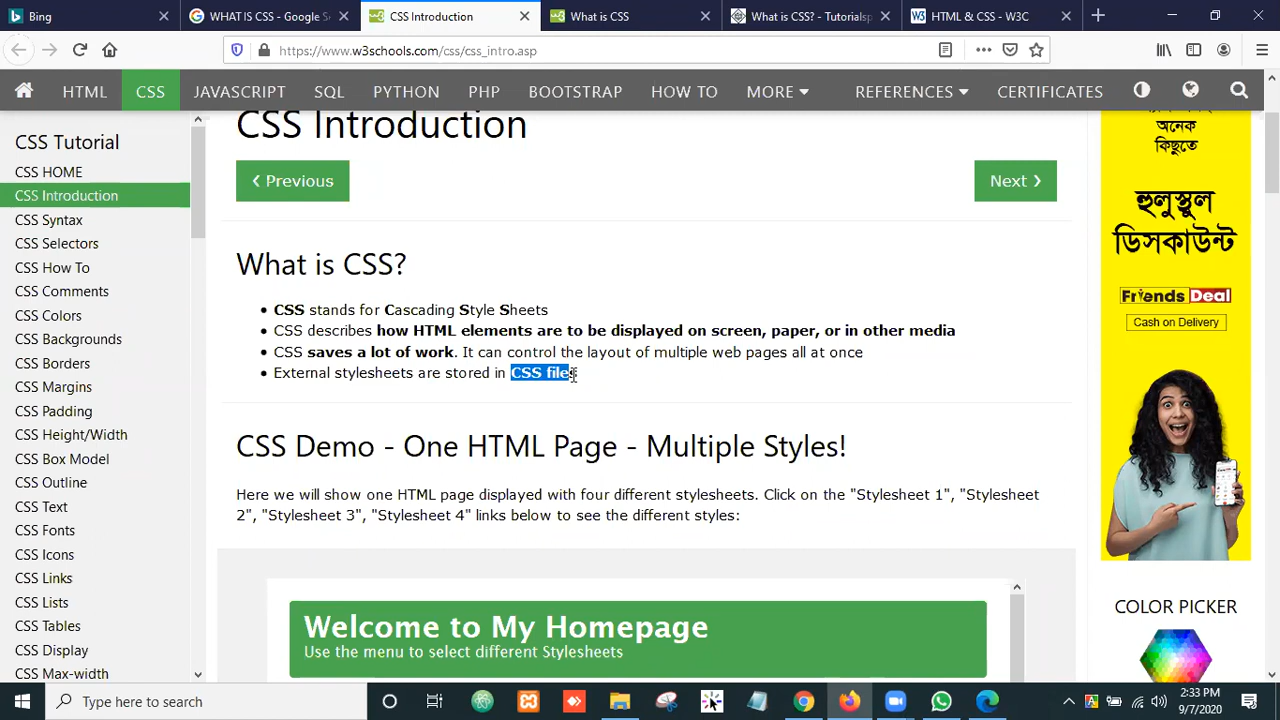 Bing
WHAT IS CSS - Google S
CSS Introduction
What is CSS
What is CSS? - Tutorialsp
HTML & CSS - W3C
https://www.w3schools.com/css/css_intro.asp
HTML
CSS
JAVASCRIPT
SQL
PYTHON
PHP
BOOTSTRAP
HOW TO
MORE
REFERENCES
CERTIFICATES
CSS Tutorial
CSS HOME
CSS Introduction
CSS Syntax
CSS Selectors
CSS How To
CSS Comments
CSS Colors
CSS Backgrounds
CSS Borders
CSS Margins
CSS Padding
CSS Height/Width
CSS Box Model
CSS Outline
CSS Text
CSS Fonts
CSS Icons
CSS Links
CSS Lists
CSS Tables
CSS Display
CSS Max-width
CSS Introduction
❮ Previous
Next ❯
What is CSS?
CSS stands for Cascading Style Sheets
CSS describes how HTML elements are to be displayed on screen, paper, or in other media
CSS saves a lot of work. It can control the layout of multiple web pages all at once
External stylesheets are stored in CSS files
CSS Demo - One HTML Page - Multiple Styles!
Here we will show one HTML page displayed with four different stylesheets. Click on the "Stylesheet 1", "Stylesheet
2", "Stylesheet 3", "Stylesheet 4" links below to see the different styles:
Welcome to My Homepage
Use the menu to select different Stylesheets
অনেক
কিছুতে
হুলুস্থুল
ডিসকাউন্ট
Friends Deal
Cash on Delivery
COLOR PICKER
Type here to search
2:33 PM
9/7/2020